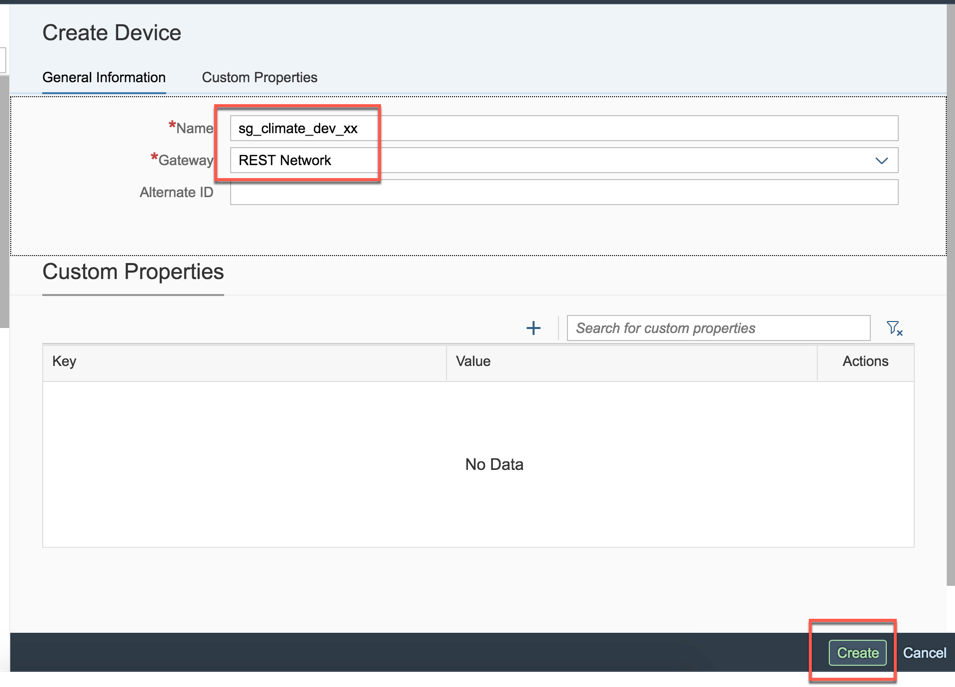 Create Device
General Information Custom Properties
*Name sg_climate_dev_xx
*Gateway REST Network
Alternate ID
Custom Properties
+ Search for custom properties
Key Value Actions
No Data
Create Cancel